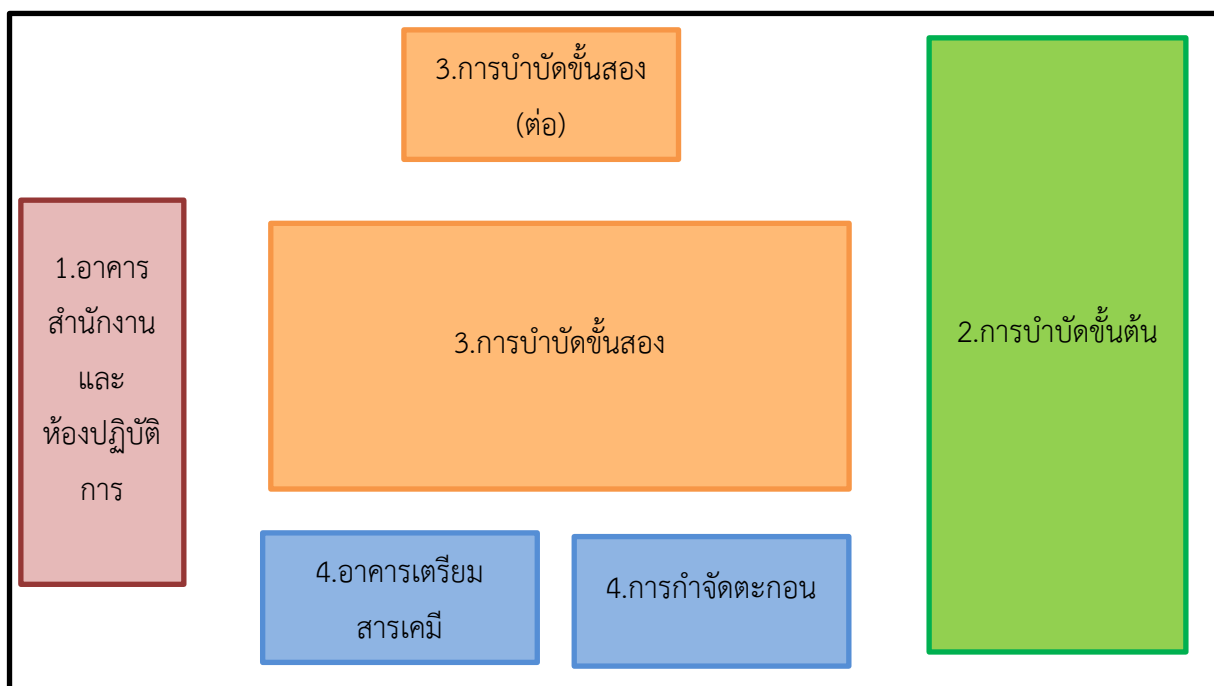 3.การบำบัดขั้นสอง
(ต่อ)
1.อาคาร
สำนักงาน
และ
ห้องปฏิบัติ
การ
3.การบำบัดขั้นสอง
2.การบำบัดขั้นต้น
4.อาคารเตรียม
สารเคมี
4.การกำจัดตะกอน